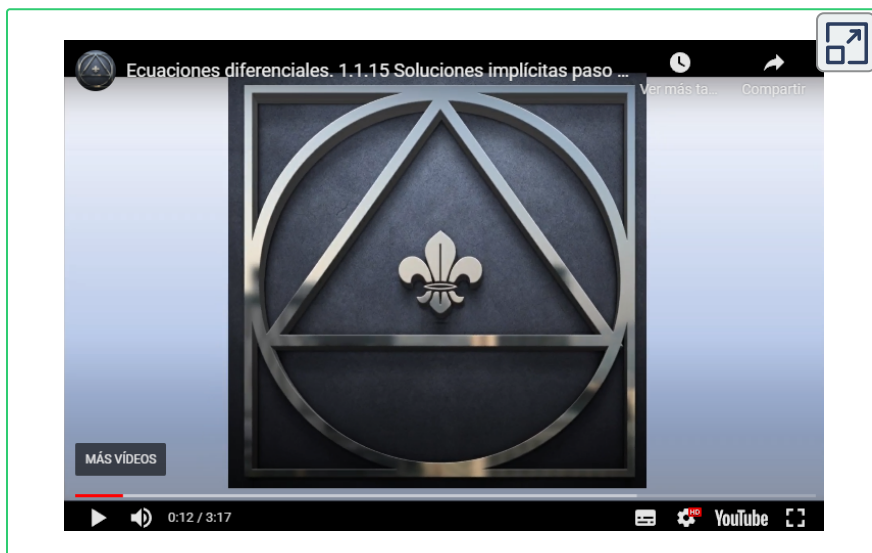 Ecuaciones diferenciales. 1.1.15 Soluciones implícitas paso ...
Ver más ta...
Compartir
MÁS VÍDEOS
0:12 / 3:17
HD
YouTube